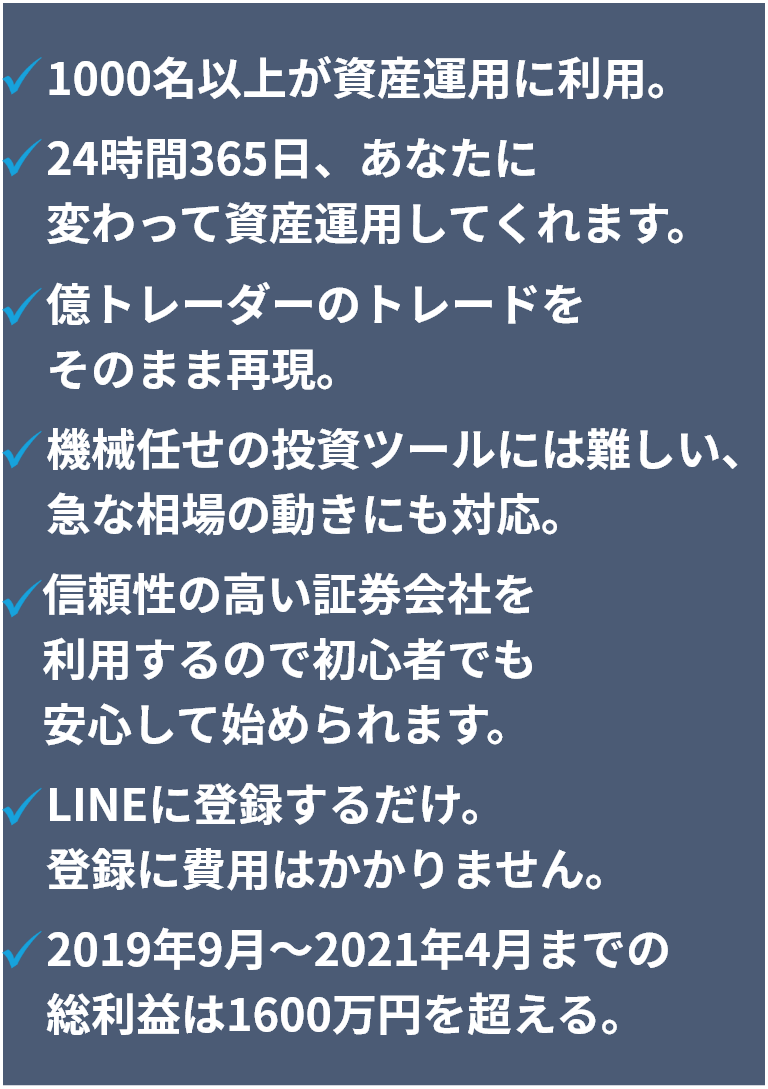 1000名以上が資産運用に利用。
24時間365日、あなたに
変わって資産運用してくれます。
億トレーダーのトレードを
そのまま再現。
機械任せの投資ツールには難しい、
急な相場の動きにも対応。
信頼性の高い証券会社を
利用するので初心者でも
安心して始められます。
LINEに登録するだけ。
登録に費用はかかりません。
2019年9月～2021年4月までの
総利益は1600万円を超える。